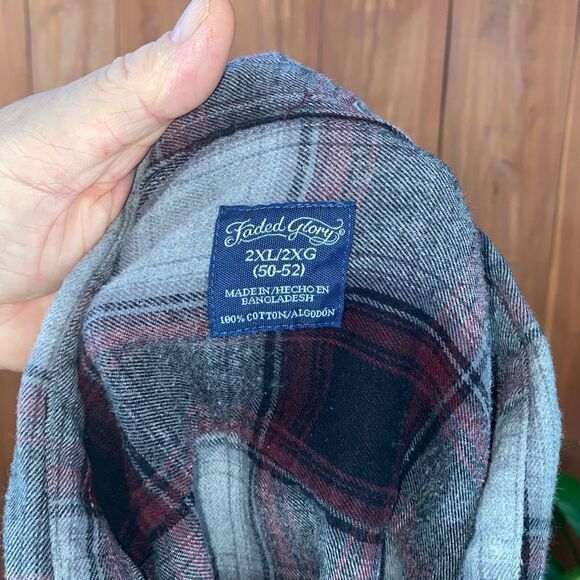 Faded Glory®
2XL/2XG
(50-52)
MADE IN/HECHO EN
BANGLADESH
100% COTTON/ALGODÓN